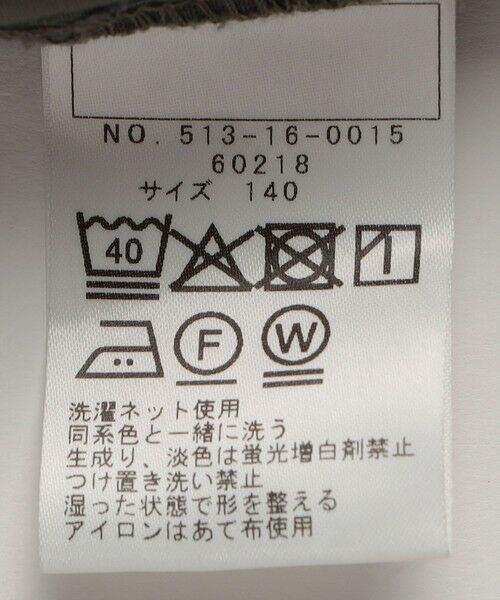 NO. 513-16-0015
60218
サイズ 140
40
F W
洗濯ネット使用
同系色と一緒に洗う
生成り、淡色は蛍光増白剤禁止
つけ置き洗い禁止
湿った状態で形を整える
アイロンはあて布使用